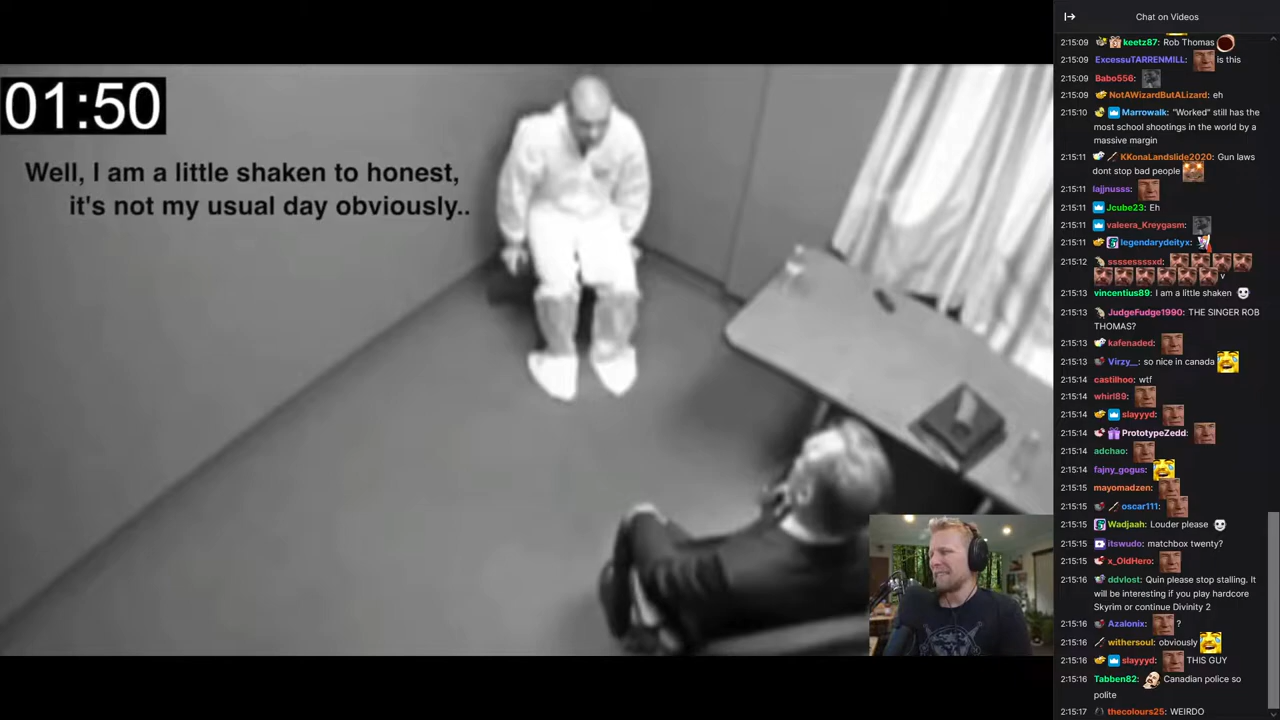 01:50
Well, I am a little shaken to honest,
it's not my usual day obviously..
Chat on Videos
2:15:09 keetz87: Rob Thomas
2:15:09 ExcessuTARRENMILL: is this
2:15:09 Babo556:
2:15:09 NotAWizardButALizard: eh
2:15:10 Marrowalk: "Worked" still has the
most school shootings in the world by a
massive margin
2:15:11 KKonaLandslide2020: Gun laws
dont stop bad people
2:15:11 lajjnusss:
2:15:11 Jcube23: Eh
2:15:11 valeera_Kreygasm:
2:15:11 legendarydeityx:
2:15:12 sssssesssxd:
v
2:15:13 vincentius89: I am a little shaken
2:15:13 JudgeFudge1990: THE SINGER ROB
THOMAS?
2:15:13 kafenaded:
2:15:13 Virzy__: so nice in canada
2:15:14 castilhoo: wtf
2:15:14 whirl89:
2:15:14 slayyyd:
2:15:14 PrototypeZedd:
2:15:14 adchao:
2:15:14 fajny_gogus:
2:15:15 mayomadzen:
2:15:15 oscar111:
2:15:15 Wadjaah: Louder please
2:15:15 itswudo: matchbox twenty?
2:15:15 x_OldHero:
2:15:16 ddvlost: Quin please stop stalling. It
will be interesting if you play hardcore
Skyrim or continue Divinity 2
2:15:16 Azalonix: ?
2:15:16 withersoul: obviously
2:15:16 slayyyd: THIS GUY
2:15:16 Tabben82: Canadian police so
polite
2:15:17 thecolours25: WEIRDO